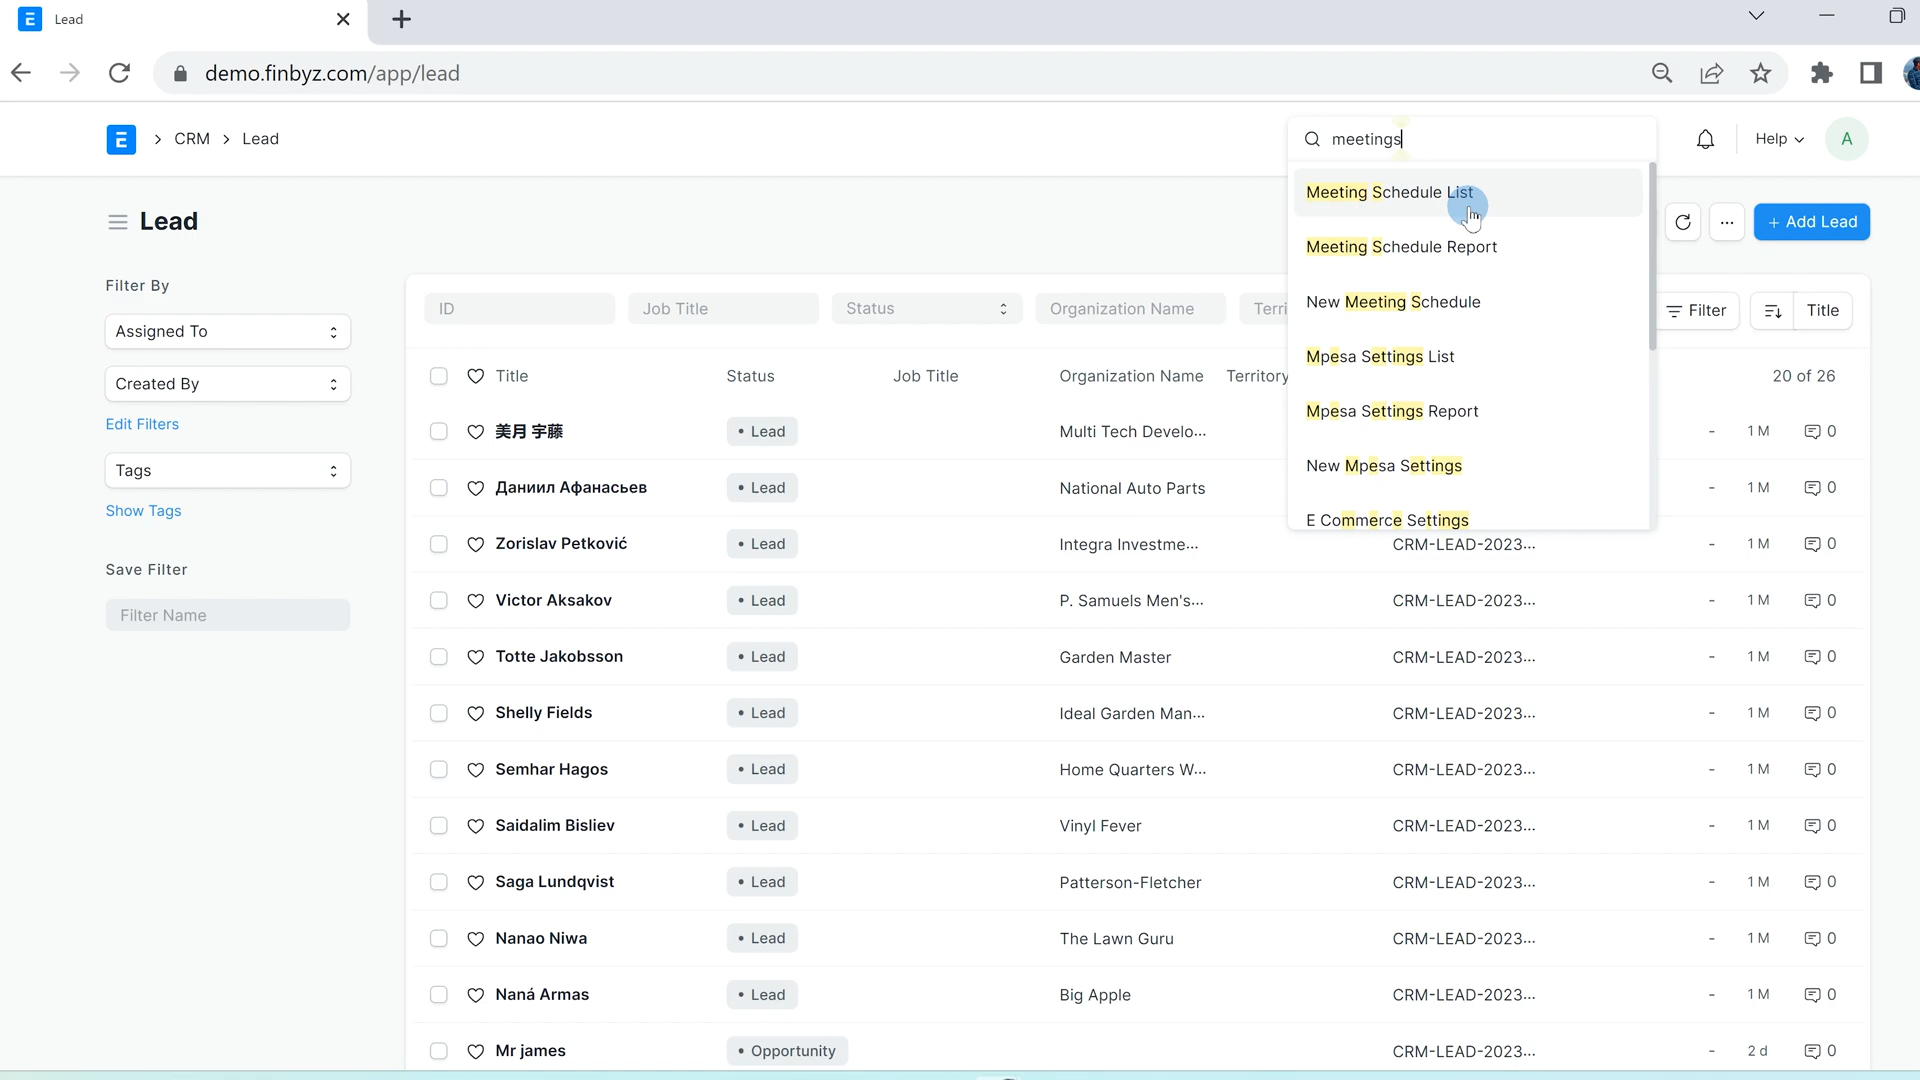 Lead
demo.finbyz.com/app/lead
E > CRM > Lead
meetings
Help
A
Meeting Schedule List
Meeting Schedule Report
New Meeting Schedule
Mpesa Settings List
Mpesa Settings Report
New Mpesa Settings
E Commerce Settings
Lead
... + Add Lead
Filter By
Assigned To
Created By
Edit Filters
Tags
Show Tags
Save Filter
Filter Name
ID Job Title Status Organization Name Terri Filter Title
Title Status Job Title Organization Name Territory 20 of 26
美月 宇藤 • Lead Multi Tech Develo... - 1 M 0
Даниил Афанасьев • Lead National Auto Parts - 1 M 0
Zorislav Petković • Lead Integra Investme... CRM-LEAD-2023... - 1 M 0
Victor Aksakov • Lead P. Samuels Men's... CRM-LEAD-2023... - 1 M 0
Totte Jakobsson • Lead Garden Master CRM-LEAD-2023... - 1 M 0
Shelly Fields • Lead Ideal Garden Man... CRM-LEAD-2023... - 1 M 0
Semhar Hagos • Lead Home Quarters W... CRM-LEAD-2023... - 1 M 0
Saidalim Bisliev • Lead Vinyl Fever CRM-LEAD-2023... - 1 M 0
Saga Lundqvist • Lead Patterson-Fletcher CRM-LEAD-2023... - 1 M 0
Nanao Niwa • Lead The Lawn Guru CRM-LEAD-2023... - 1 M 0
Naná Armas • Lead Big Apple CRM-LEAD-2023... - 1 M 0
Mr james • Opportunity CRM-LEAD-2023... - 2 d 0